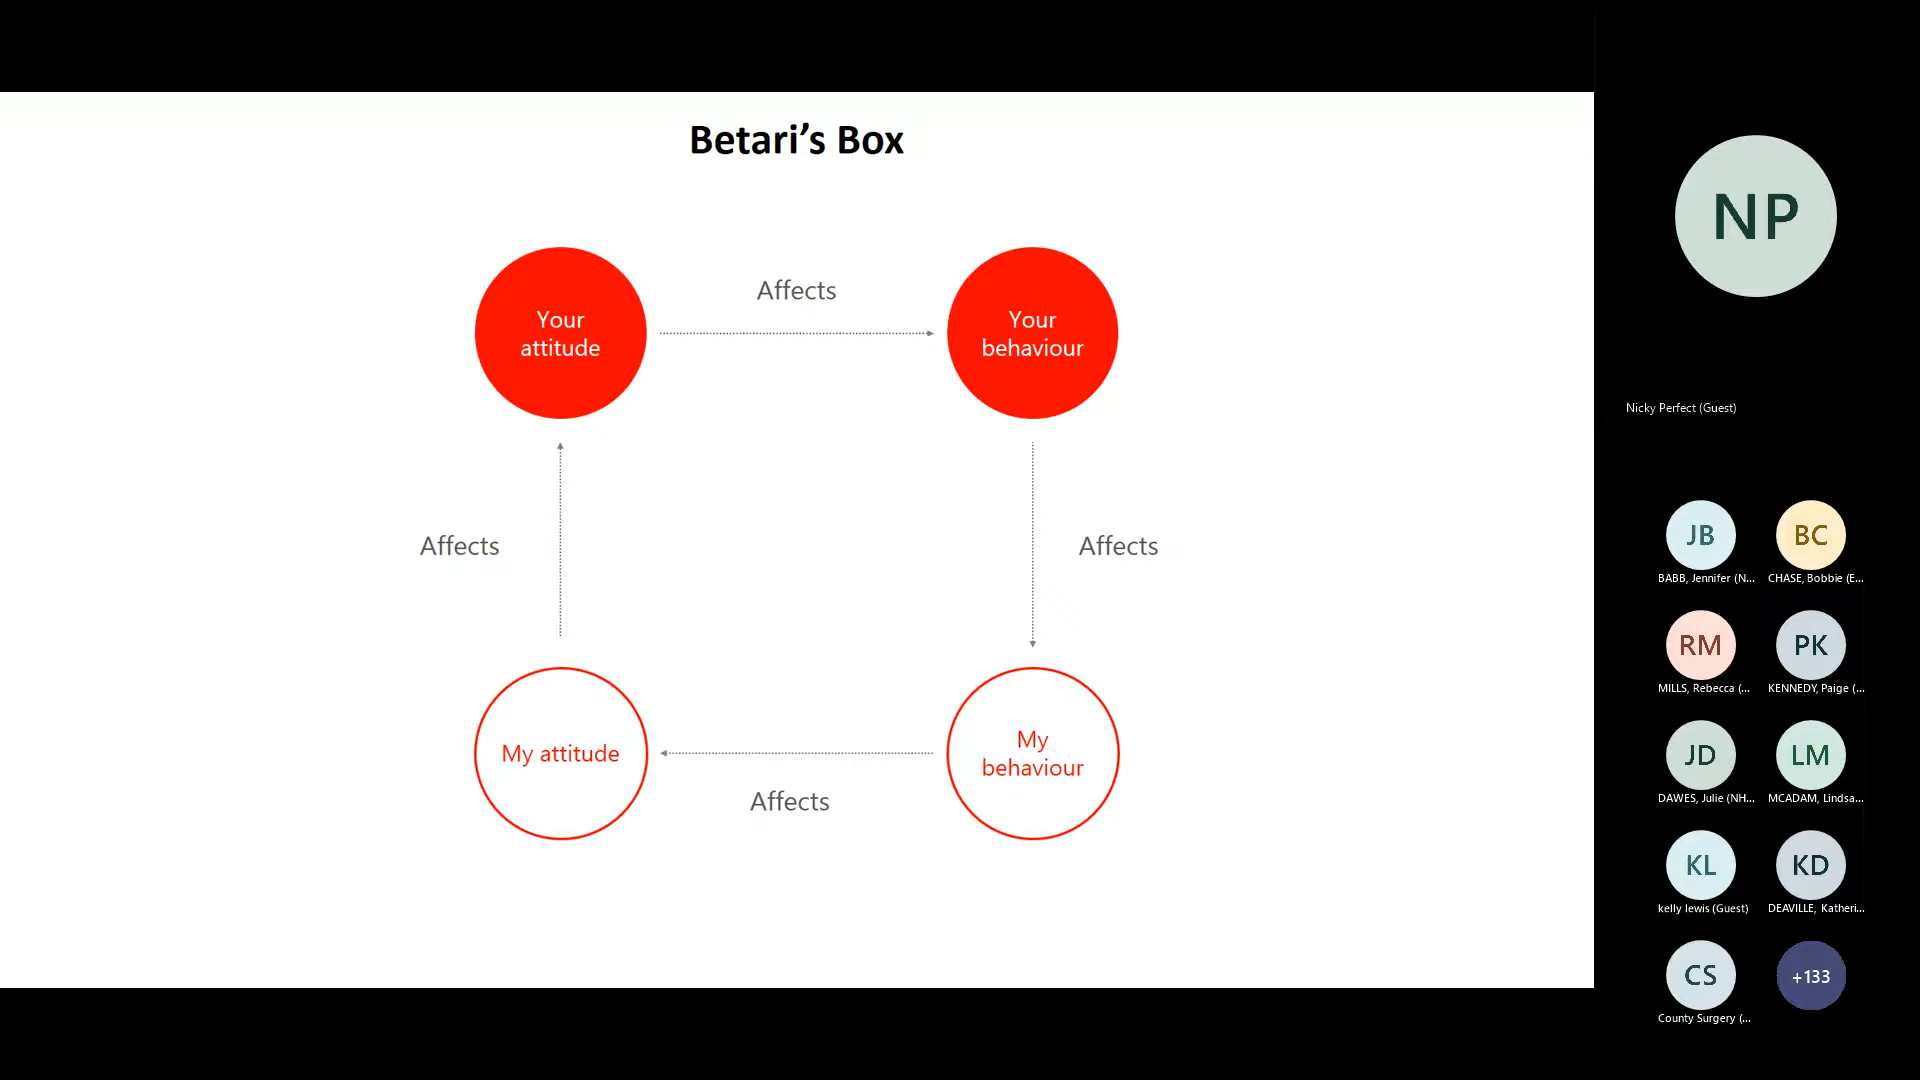 Betari’s Box
Your
attitude
Affects
Your
behaviour
Affects
Affects
My attitude
Affects
My
behaviour
NP
Nicky Perfect (Guest)
JB
BC
BABB, Jennifer (N...
CHASE, Bobbie (E...
RM
PK
MILLS, Rebecca (...
KENNEDY, Paige (...
JD
LM
DAWES, Julie (NH...
MCADAM, Lindsa...
KL
KD
kelly lewis (Guest)
DEAVILLE, Katheri...
CS
+133
County Surgery (...